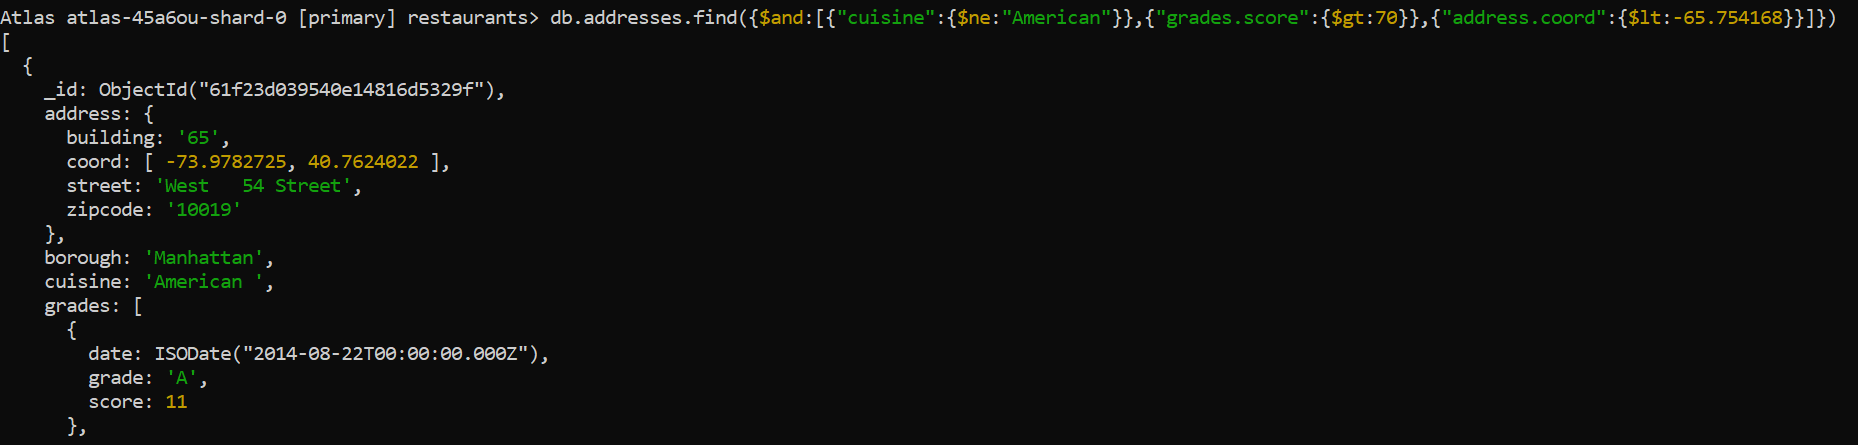 Atlas atlas-45a6ou-shard-0 [primary] restaurants> db.addresses.find({$and:[{"cuisine":{$ne:"American"}},{"grades.score":{$gt:70}},{"address.coord":{$lt:-65.754168}}]})
[
  {
    _id: ObjectId("61f23d039540e14816d5329f"),
    address: {
      building: '65',
      coord: [ -73.9782725, 40.7624022 ],
      street: 'West   54 Street',
      zipcode: '10019'
    },
    borough: 'Manhattan',
    cuisine: 'American ',
    grades: [
      {
        date: ISODate("2014-08-22T00:00:00.000Z"),
        grade: 'A',
        score: 11
      },